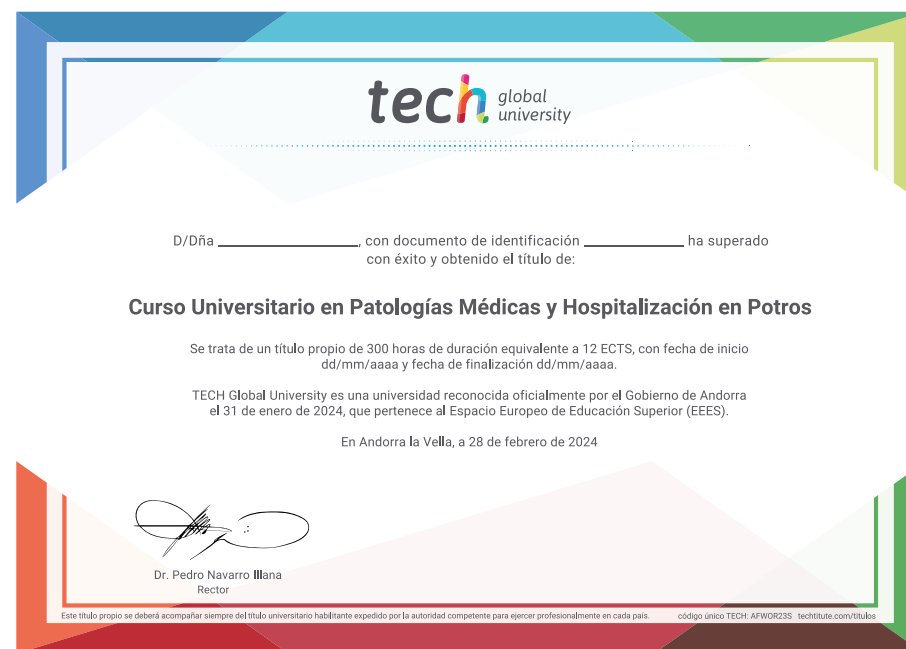 tech global university
D/Dña ____________________, con documento de identificación ______________ ha superado
con éxito y obtenido el título de:
Curso Universitario en Patologías Médicas y Hospitalización en Potros
Se trata de un título propio de 300 horas de duración equivalente a 12 ECTS, con fecha de inicio
dd/mm/aaaa y fecha de finalización dd/mm/aaaa.
TECH Global University es una universidad reconocida oficialmente por el Gobierno de Andorra
el 31 de enero de 2024, que pertenece al Espacio Europeo de Educación Superior (EEES).
En Andorra la Vella, a 28 de febrero de 2024
Dr. Pedro Navarro Illana
Rector
Este título propio se deberá acompañar siempre del título universitario habilitante expedido por la autoridad competente para ejercer profesionalmente en cada país. código único TECH: AFWOR23S techtitute.com/titulos